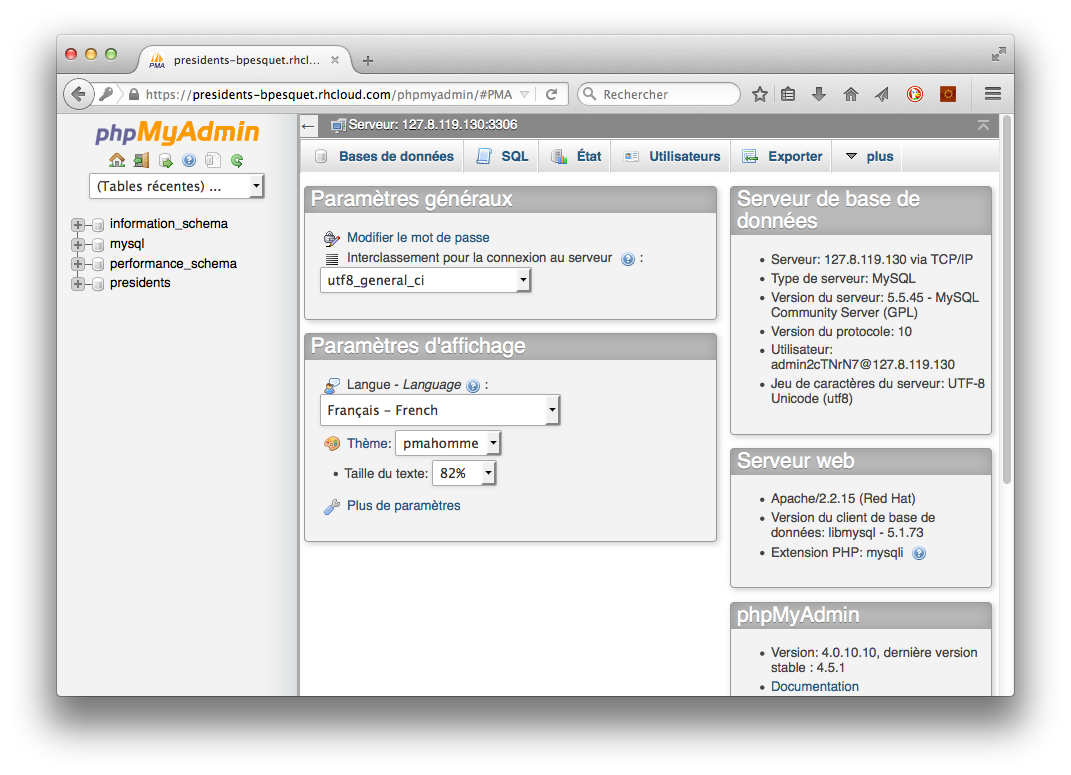 PMA presidents-bpesquet.rhcl...
https://presidents-bpesquet.rhcloud.com/phpmyadmin/#PMA
Rechercher
phpMyAdmin
(Tables récentes) ...
information_schema
mysql
performance_schema
presidents
Serveur: 127.8.119.130:3306
Bases de données
SQL
État
Utilisateurs
Exporter
plus
Paramètres généraux
Modifier le mot de passe
Interclassement pour la connexion au serveur :
utf8_general_ci
Paramètres d'affichage
Langue - Language :
Français - French
Thème: pmahomme
• Taille du texte: 82%
Plus de paramètres
Serveur de base de
données
• Serveur: 127.8.119.130 via TCP/IP
• Type de serveur: MySQL
• Version du serveur: 5.5.45 - MySQL
Community Server (GPL)
• Version du protocole: 10
• Utilisateur:
admin2cTNrN7@127.8.119.130
• Jeu de caractères du serveur: UTF-8
Unicode (utf8)
Serveur web
• Apache/2.2.15 (Red Hat)
• Version du client de base de
données: libmysql - 5.1.73
• Extension PHP: mysqli
phpMyAdmin
• Version: 4.0.10.10, dernière version
stable : 4.5.1
• Documentation